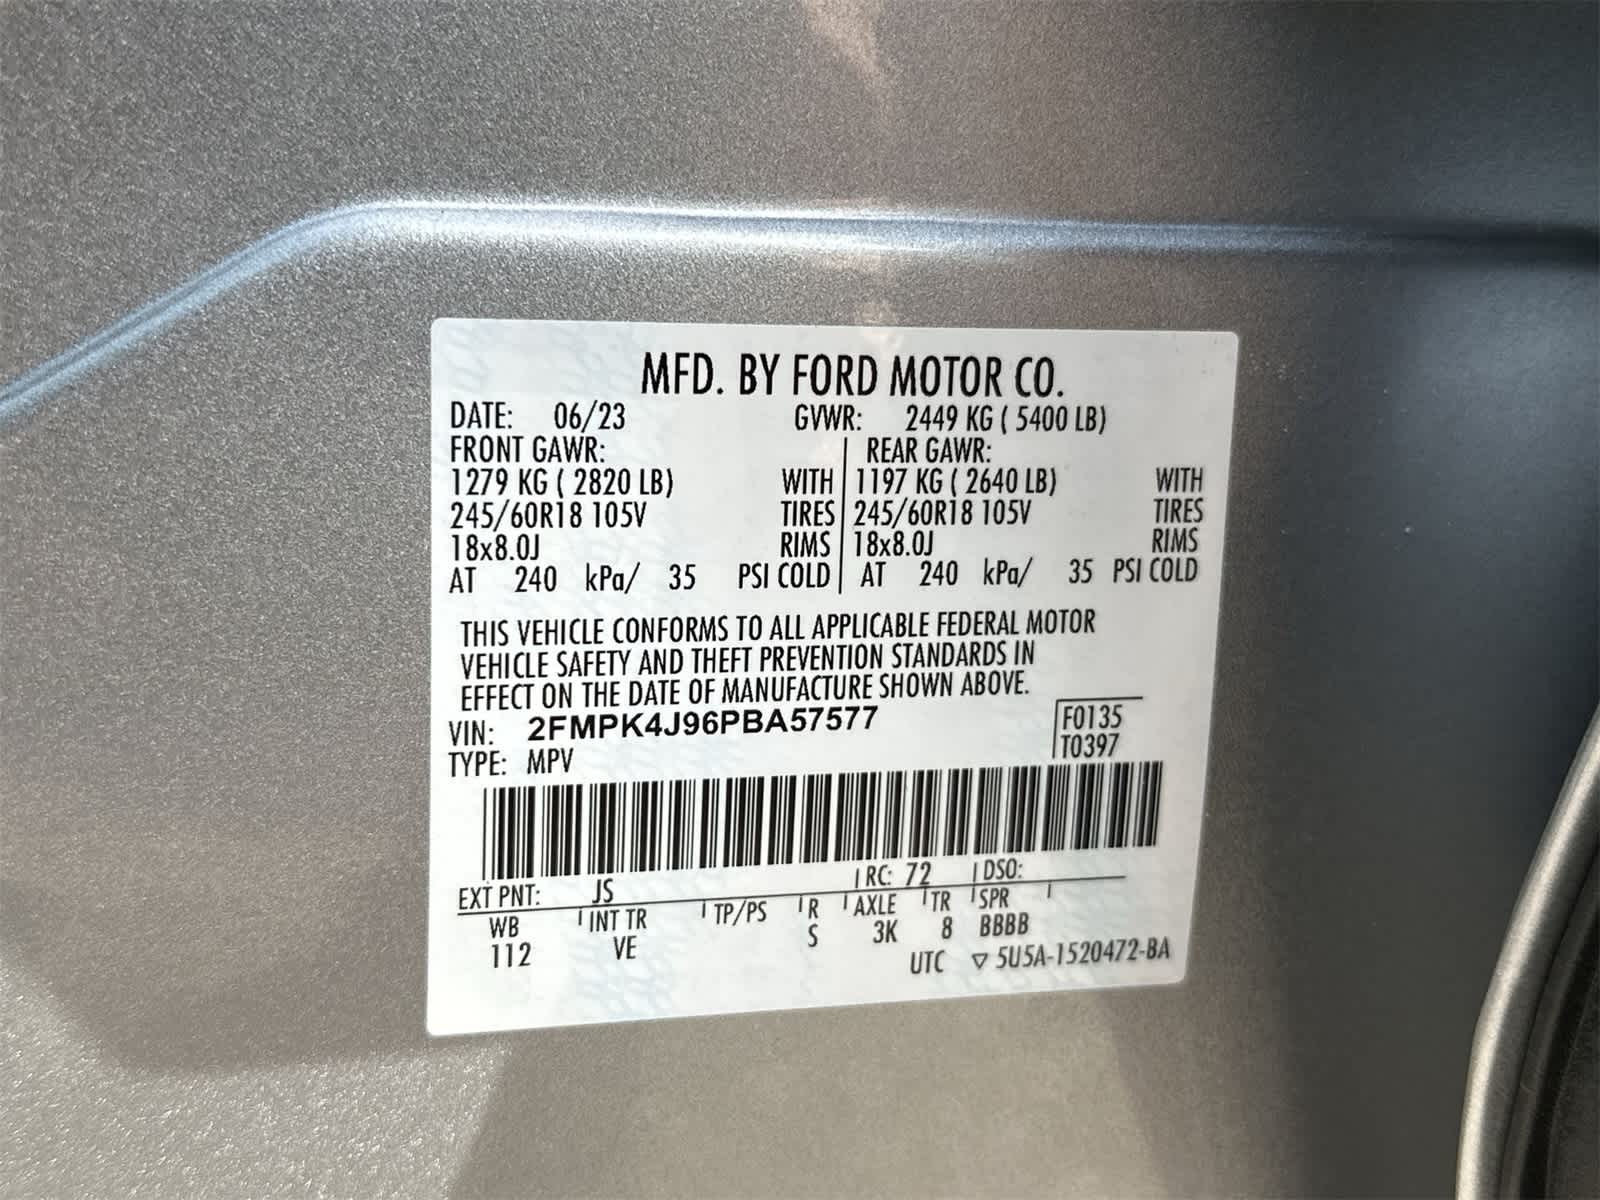 MFD. BY FORD MOTOR CO.
DATE: 06/23 GVWR: 2449 KG ( 5400 LB)
FRONT GAWR: REAR GAWR:
1279 KG ( 2820 LB) WITH 1197 KG ( 2640 LB) WITH
245/60R18 105V TIRES 245/60R18 105V TIRES
18x8.0J RIMS 18x8.0J RIMS
AT 240 kPa/ 35 PSI COLD AT 240 kPa/ 35 PSI COLD
THIS VEHICLE CONFORMS TO ALL APPLICABLE FEDERAL MOTOR
VEHICLE SAFETY AND THEFT PREVENTION STANDARDS IN
EFFECT ON THE DATE OF MANUFACTURE SHOWN ABOVE.
VIN: 2FMPK4J96PBA57577 F0135
TYPE: MPV T0397
EXT PNT: JS RC: 72 DSO:
WB INT TR TP/PS R AXLE TR SPR
112 VE S 3K 8 BBBB
UTC ▽ 5U5A-1520472-BA